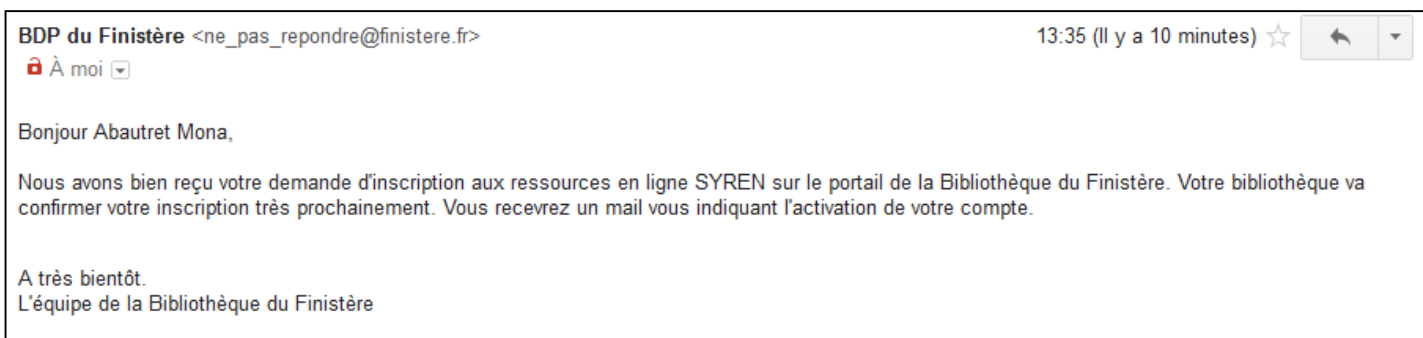 BDP du Finistère <ne_pas_repondre@finistere.fr> 13:35 (Il y a 10 minutes)
À moi
Bonjour Abautret Mona,
Nous avons bien reçu votre demande d'inscription aux ressources en ligne SYREN sur le portail de la Bibliothèque du Finistère. Votre bibliothèque va
confirmer votre inscription très prochainement. Vous recevrez un mail vous indiquant l'activation de votre compte.
A très bientôt.
L'équipe de la Bibliothèque du Finistère